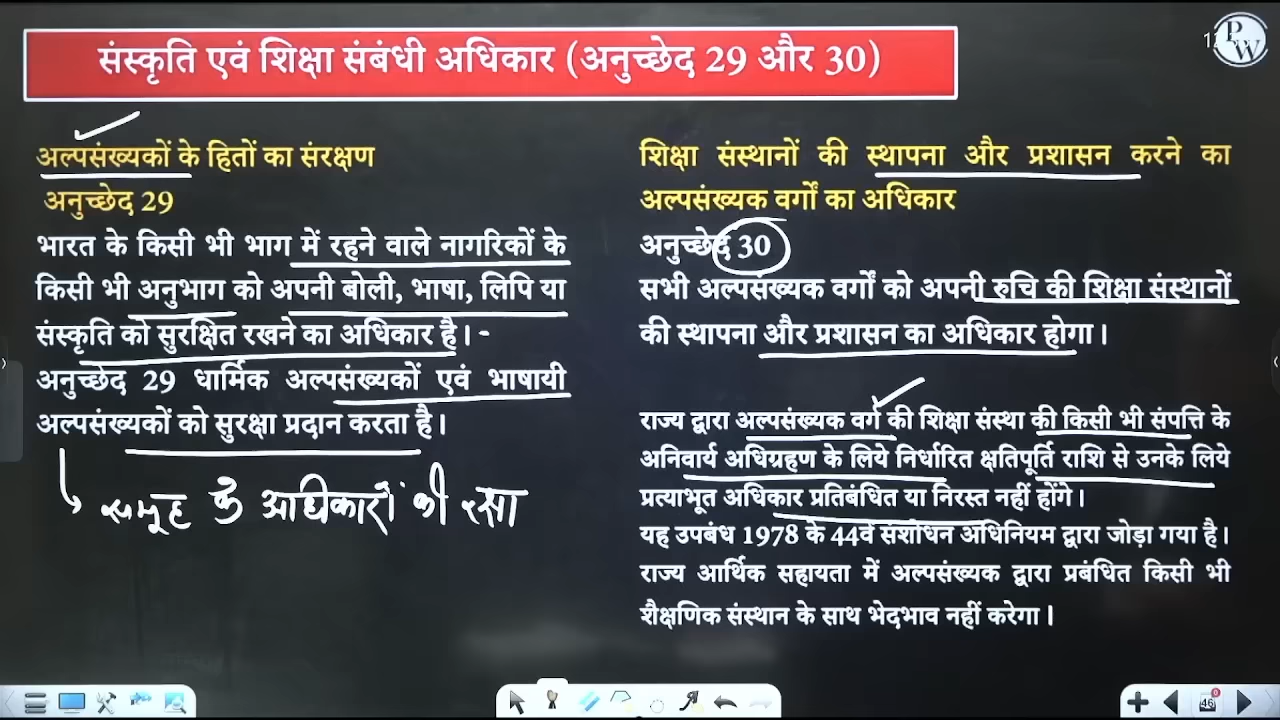 संस्कृति एवं शिक्षा संबंधी अधिकार (अनुच्छेद 29 और 30)
PW
अल्पसंख्यकों के हितों का संरक्षण
अनुच्छेद 29
भारत के किसी भी भाग में रहने वाले नागरिकों के
किसी भी अनुभाग को अपनी बोली, भाषा, लिपि या
संस्कृति को सुरक्षित रखने का अधिकार है।
अनुच्छेद 29 धार्मिक अल्पसंख्यकों एवं भाषायी
अल्पसंख्यकों को सुरक्षा प्रदान करता है।
समूह के अधिकारों की रक्षा
शिक्षा संस्थानों की स्थापना और प्रशासन करने का
अल्पसंख्यक वर्गों का अधिकार
अनुच्छेद 30
सभी अल्पसंख्यक वर्गों को अपनी रुचि की शिक्षा संस्थानों
की स्थापना और प्रशासन का अधिकार होगा।
राज्य द्वारा अल्पसंख्यक वर्ग की शिक्षा संस्था की किसी भी संपत्ति के
अनिवार्य अधिग्रहण के लिये निर्धारित क्षतिपूर्ति राशि से उनके लिये
प्रत्याभूत अधिकार प्रतिबंधित या निरस्त नहीं होंगे।
यह उपबंध 1978 के 44वें संशोधन अधिनियम द्वारा जोड़ा गया है।
राज्य आर्थिक सहायता में अल्पसंख्यक द्वारा प्रबंधित किसी भी
शैक्षणिक संस्थान के साथ भेदभाव नहीं करेगा।
46